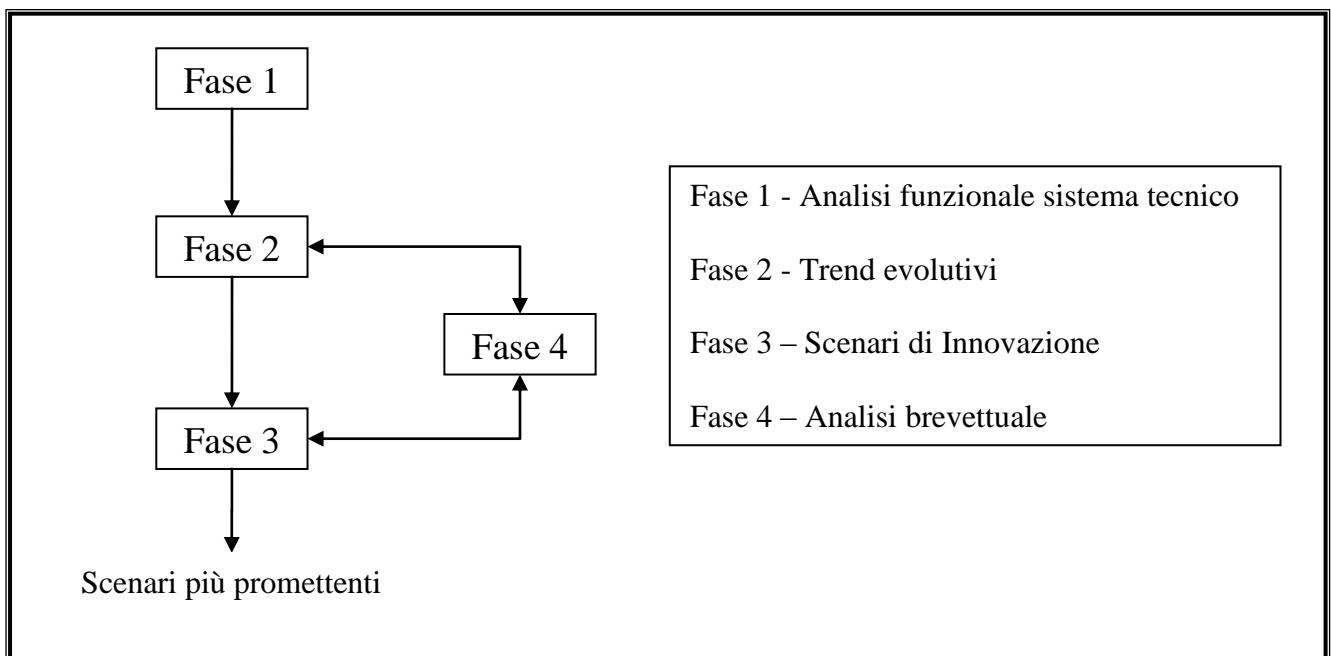 Fase 1
Fase 2
Fase 4
Fase 3
Scenari più promettenti
Fase 1 - Analisi funzionale sistema tecnico
Fase 2 - Trend evolutivi
Fase 3 – Scenari di Innovazione
Fase 4 – Analisi brevettuale